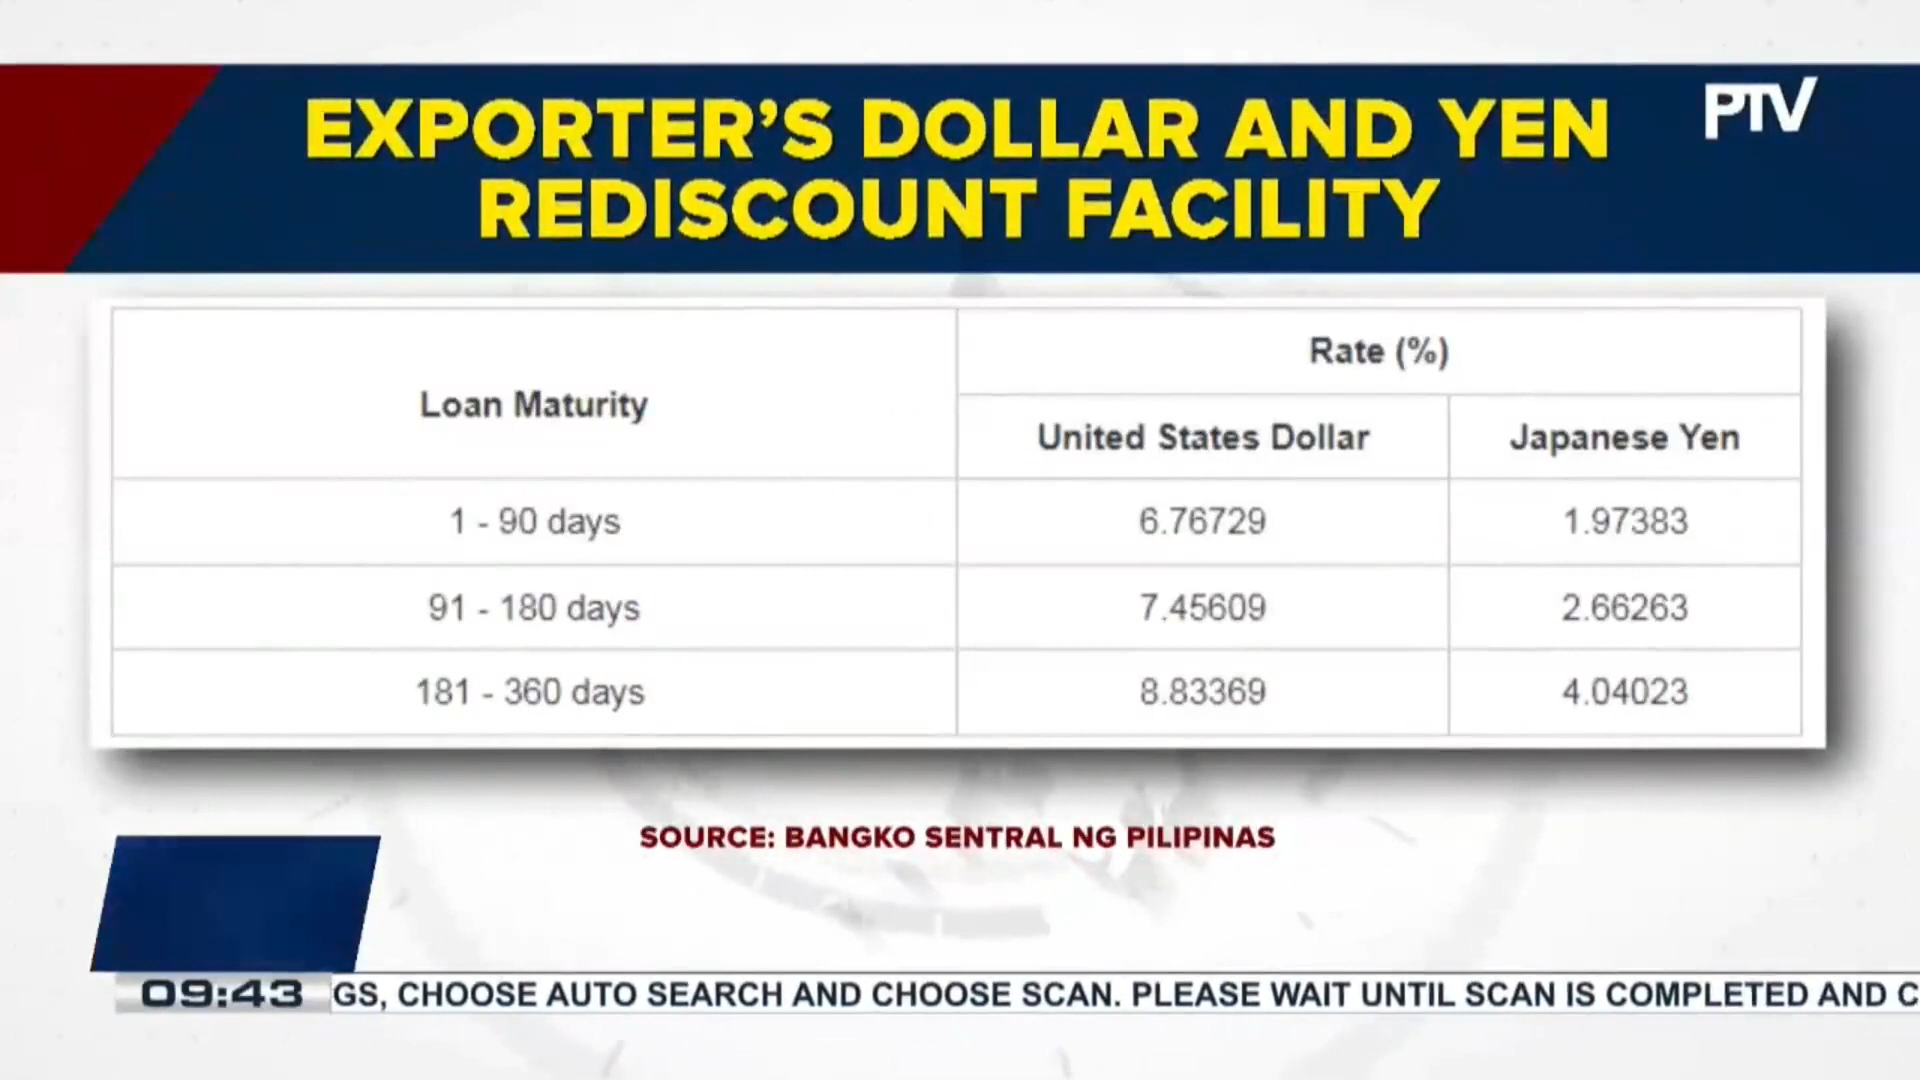 EXPORTER'S DOLLAR AND YEN
REDISCOUNT FACILITY
PTV
Loan Maturity
Rate (%)
United States Dollar
Japanese Yen
1 - 90 days
6.76729
1.97383
91 - 180 days
7.45609
2.66263
181 - 360 days
8.83369
4.04023
SOURCE: BANGKO SENTRAL NG PILIPINAS
09:43
GS, CHOOSE AUTO SEARCH AND CHOOSE SCAN. PLEASE WAIT UNTIL SCAN IS COMPLETED AND C